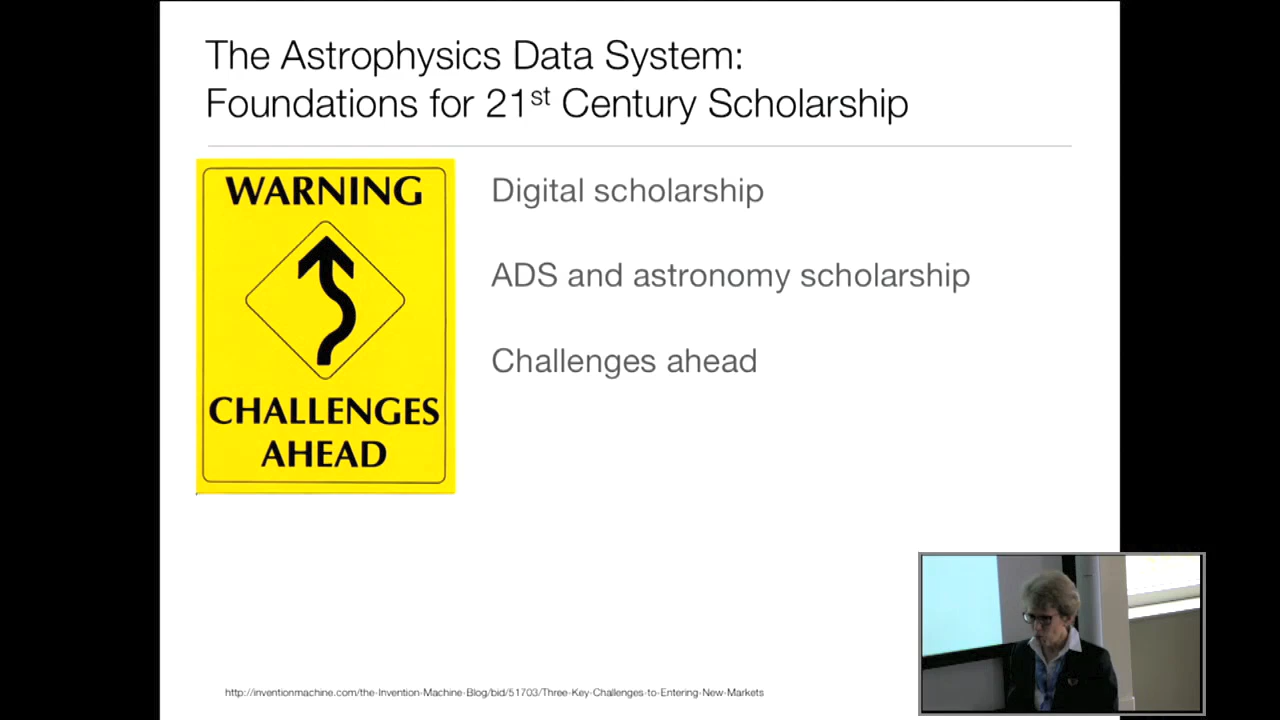 The Astrophysics Data System:
Foundations for 21st Century Scholarship
WARNING
CHALLENGES
AHEAD
Digital scholarship
ADS and astronomy scholarship
Challenges ahead
http://inventionmachine.com/the-Invention-Machine-Blog/bid/51703/Three-Key-Challenges-to-Entering-New-Markets